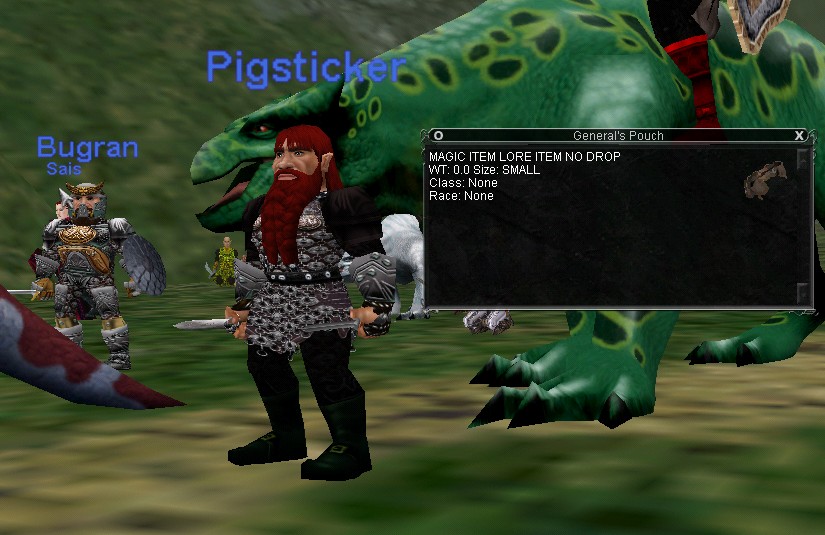 Pigsticker
Bugran
Sais
O General's Pouch X
MAGIC ITEM LORE ITEM NO DROP
WT: 0.0 Size: SMALL
Class: None
Race: None